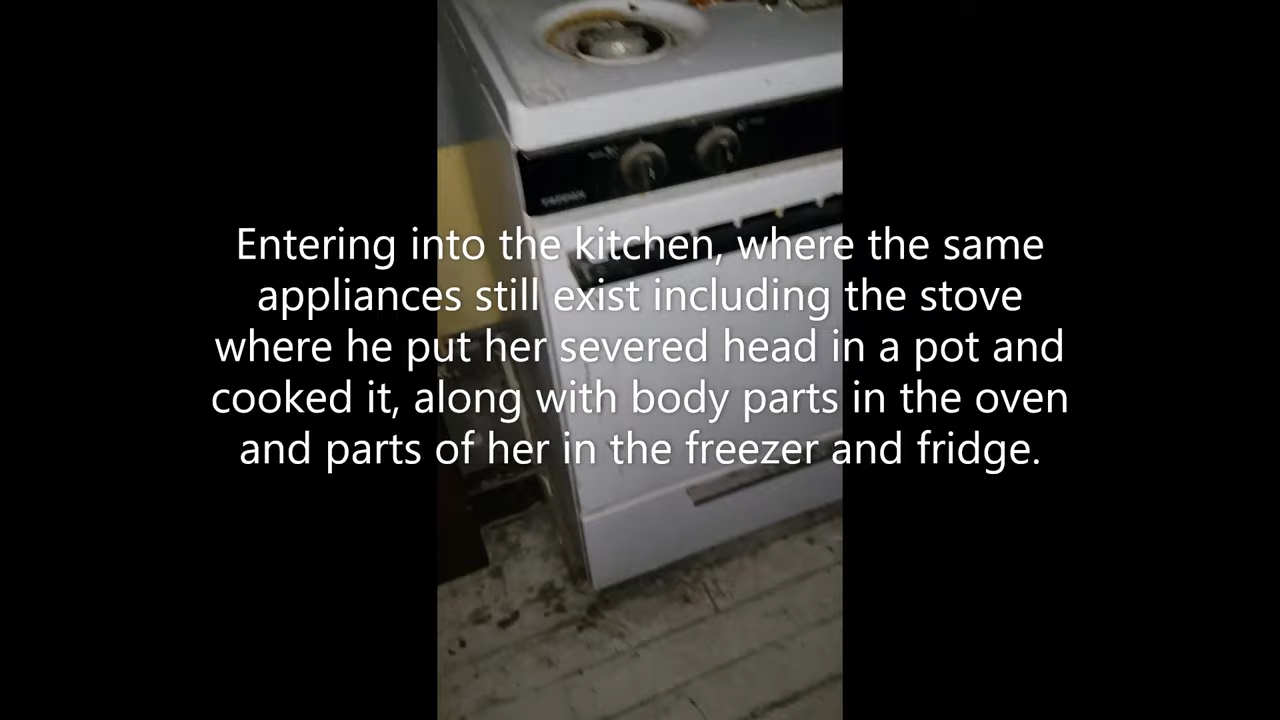 Entering into the kitchen, where the same
appliances still exist including the stove
where he put her severed head in a pot and
cooked it, along with body parts in the oven
and parts of her in the freezer and fridge.